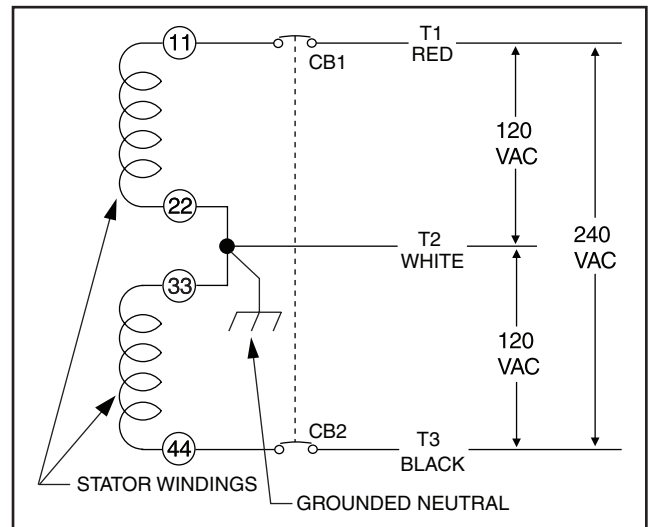 11
T1
RED
CB1
120
VAC
22
T2
WHITE
240
VAC
33
120
VAC
CB2
T3
BLACK
44
STATOR WINDINGS
GROUNDED NEUTRAL